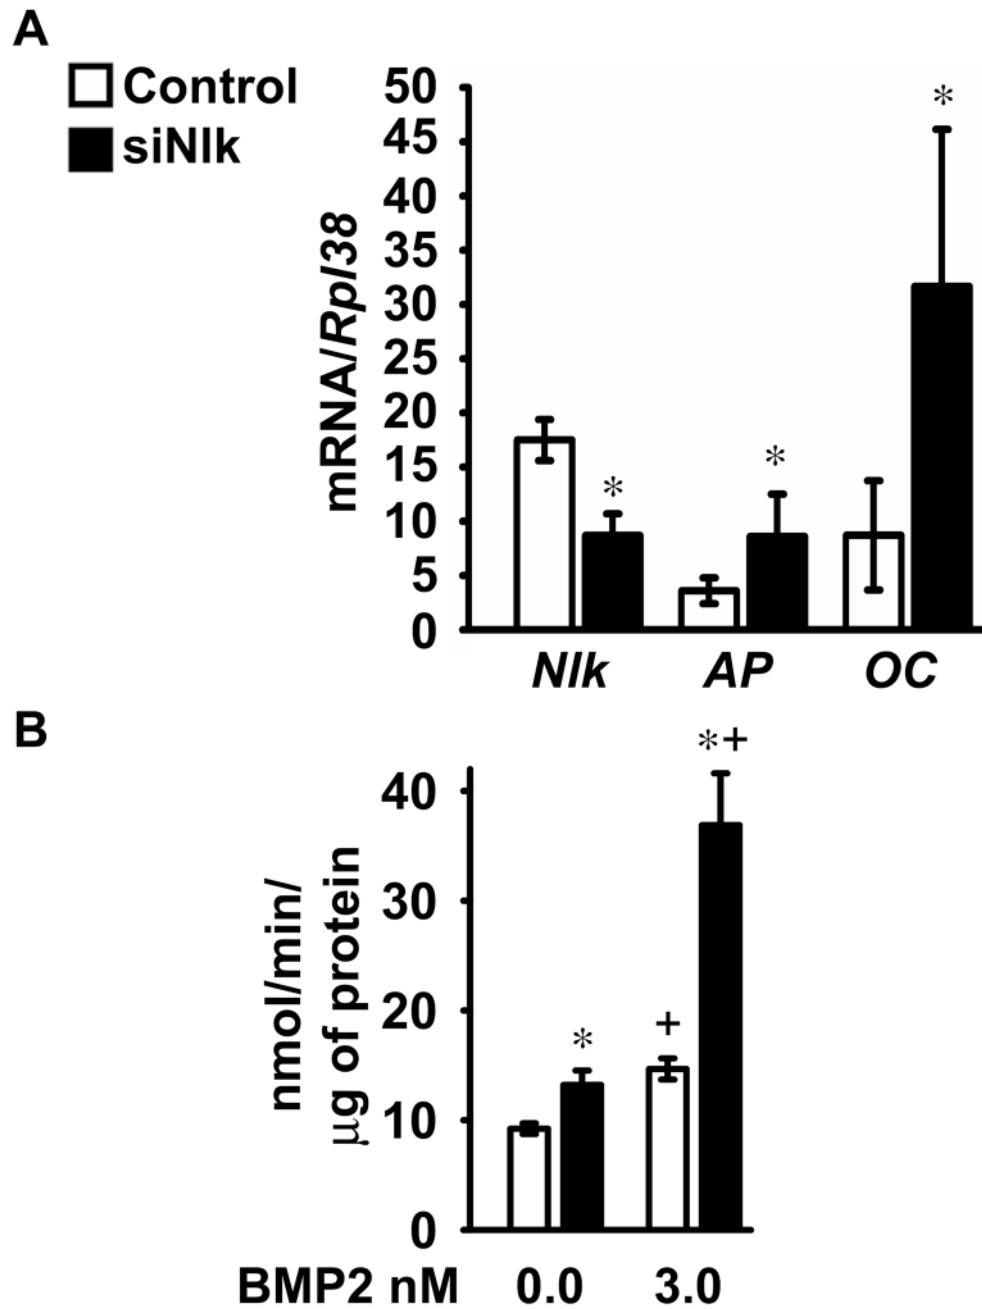 A
Control
siNlk
mRNA/Rpl38
50
45
40
35
30
25
20
15
10
5
0
*
*
*
Nlk AP OC
B
nmol/min/
μg of protein
40
30
20
10
0
*
+
*+
BMP2 nM 0.0 3.0